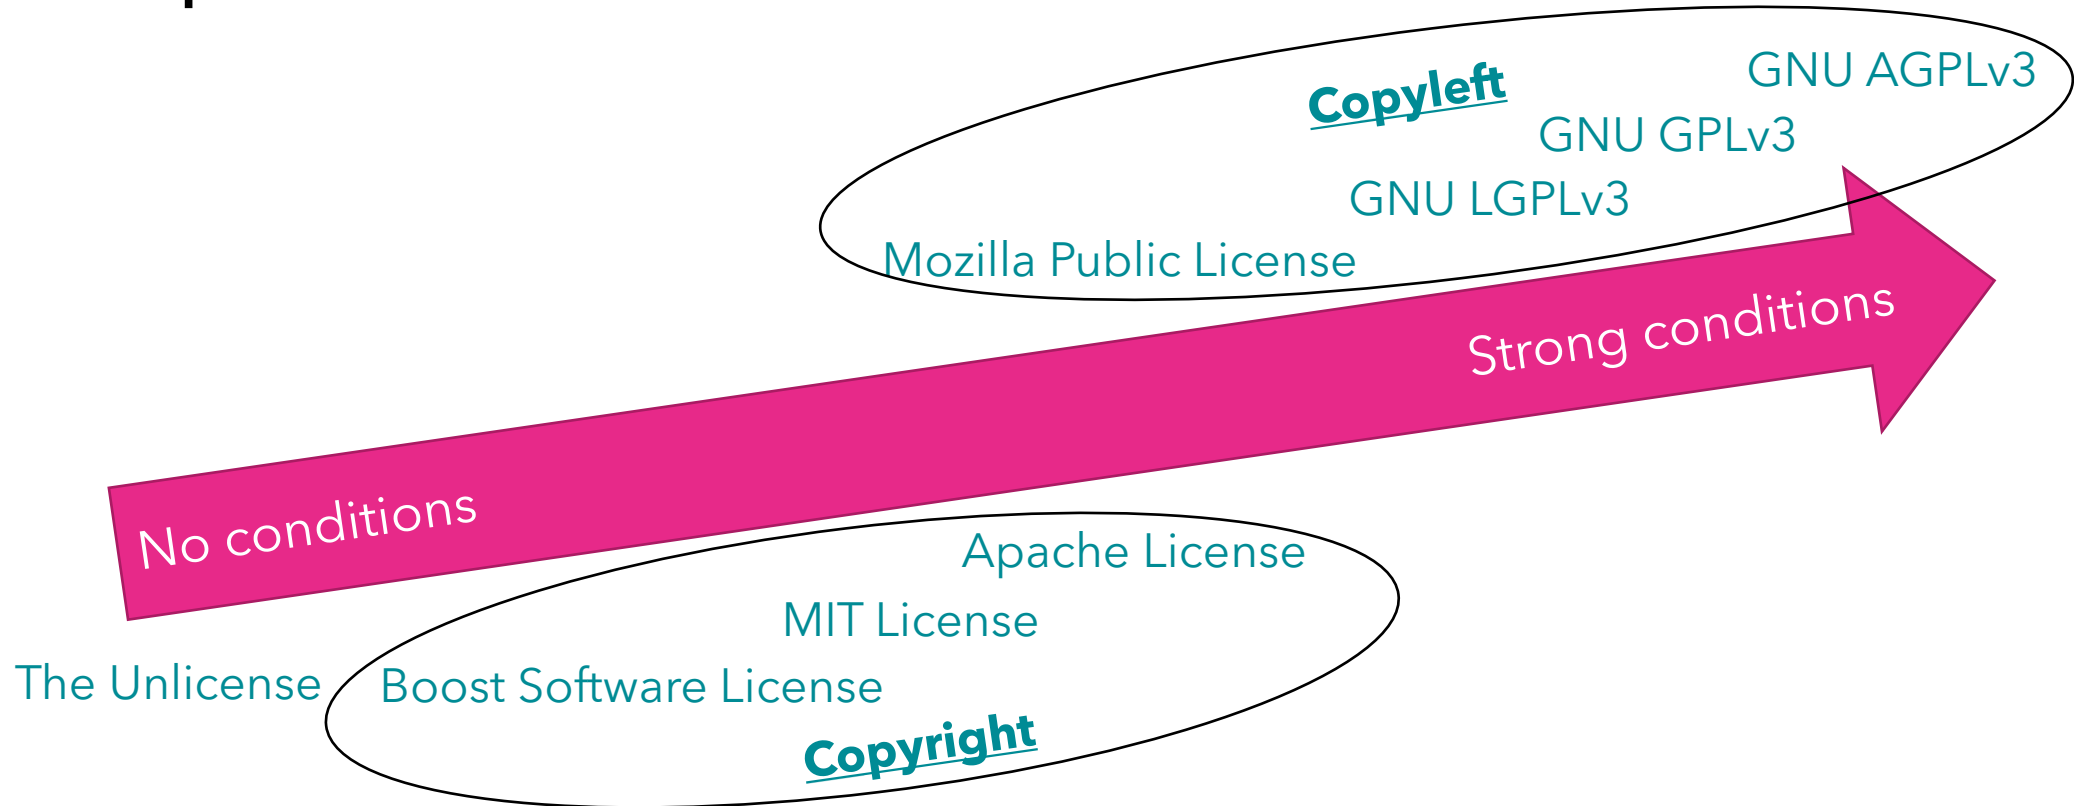 Copyleft
GNU AGPLv3
GNU GPLv3
GNU LGPLv3
Mozilla Public License
Strong conditions
No conditions
Apache License
MIT License
The Unlicense
Boost Software License
Copyright